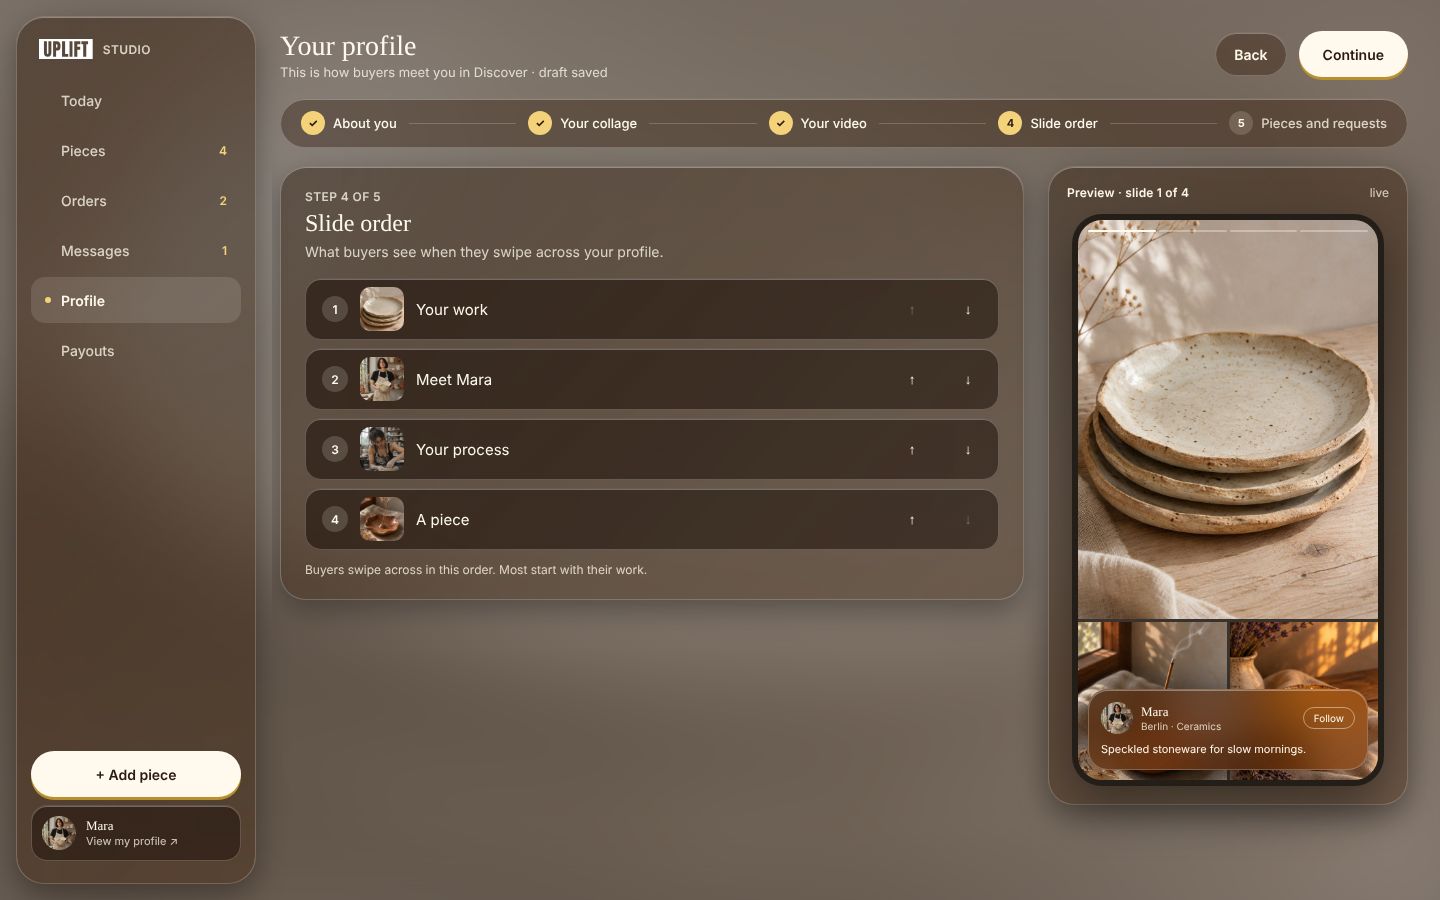 UPLIFT STUDIO
Today
Pieces 4
Orders 2
Messages 1
Profile
Payouts
+ Add piece
Mara
View my profile ↗
Your profile
This is how buyers meet you in Discover · draft saved
Back
Continue
✓ About you
✓ Your collage
✓ Your video
4 Slide order
5 Pieces and requests
STEP 4 OF 5
Slide order
What buyers see when they swipe across your profile.
1 Your work ↑ ↓
2 Meet Mara ↑ ↓
3 Your process ↑ ↓
4 A piece ↑ ↓
Buyers swipe across in this order. Most start with their work.
Preview · slide 1 of 4 live
Mara
Berlin · Ceramics
Follow
Speckled stoneware for slow mornings.